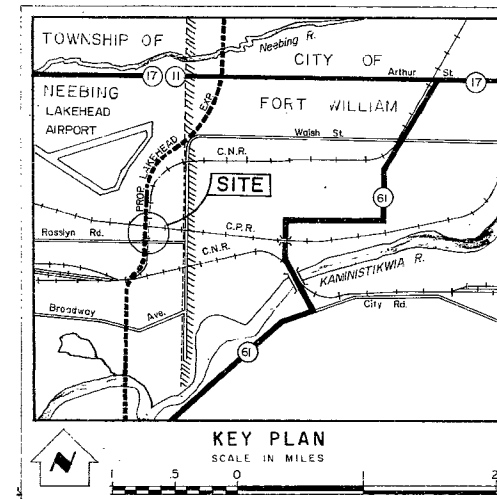 TOWNSHIP OF
Neebing R.
CITY OF
17 11
Arthur St.
17
NEEBING
LAKEHEAD
AIRPORT
FORT WILLIAM
EXP.
Walsh St.
C.N.R.
LAKEHEAD
PROP.
SITE
61
Rosslyn Rd.
C.P.R.
C.N.R.
KAMINISTIKWIA R.
Broadway Ave.
City Rd.
61
KEY PLAN
SCALE IN MILES
N
1 .5 0 1 2